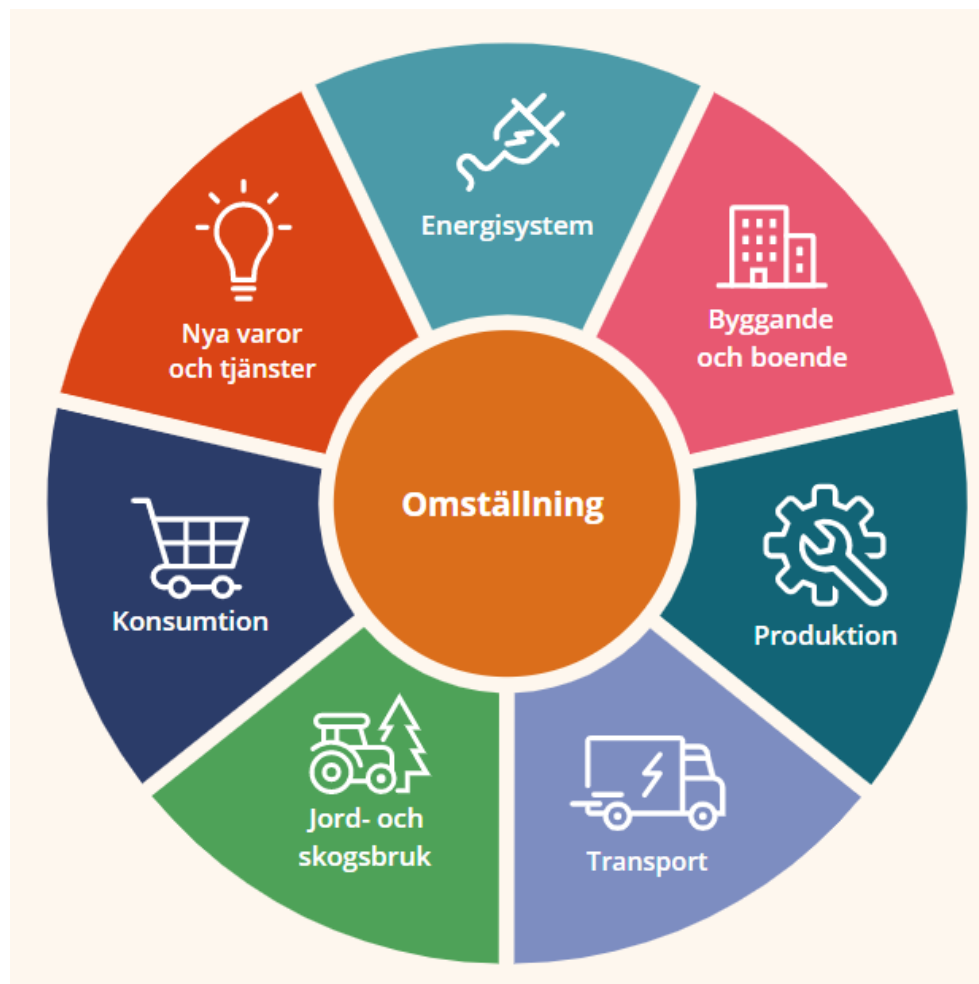 Energisystem
Byggande
och boende
Produktion
Transport
Jord- och
skogsbruk
Konsumtion
Nya varor
och tjänster
Omställning